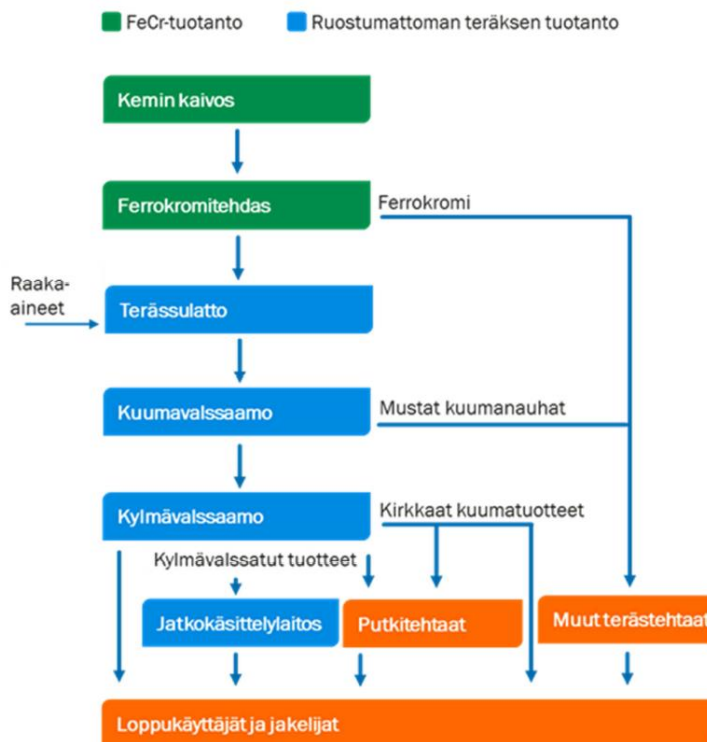 FeCr-tuotanto
Ruostumattoman teräksen tuotanto
Kemin kaivos
Ferrokromitehdas
Ferrokromi
Raaka-
aineet
Terässulatto
Kuumavalssaamo
Mustat kuumanauhat
Kylmävalssaamo
Kirkkaat kuumatuotteet
Kylmävalssatut tuotteet
Jatkokäsittelylaitos
Putkitehtaat
Muut terästehtaat
Loppukäyttäjät ja jakelijat